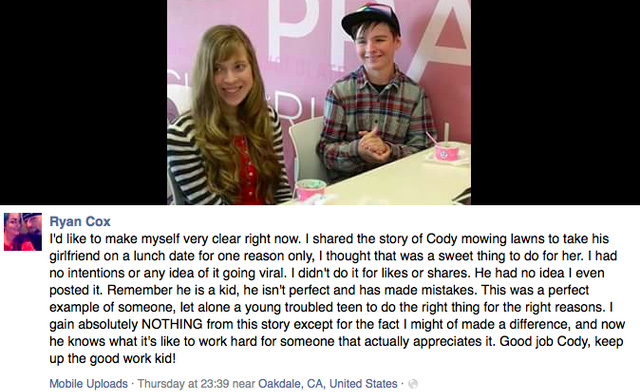 PI
A
R
Ryan Cox
I'd like to make myself very clear right now. I shared the story of Cody mowing lawns to take his
girlfriend on a lunch date for one reason only, I thought that was a sweet thing to do for her. I had
no intentions or any idea of it going viral. I didn't do it for likes or shares. He had no idea I even
posted it. Remember he is a kid, he isn't perfect and has made mistakes. This was a perfect
example of someone, let alone a young troubled teen to do the right thing for the right reasons. I
gain absolutely NOTHING from this story except for the fact I might of made a difference, and now
he knows what it's like to work hard for someone that actually appreciates it. Good job Cody, keep
up the good work kid!
Mobile Uploads · Thursday at 23:39 near Oakdale, CA, United States ·